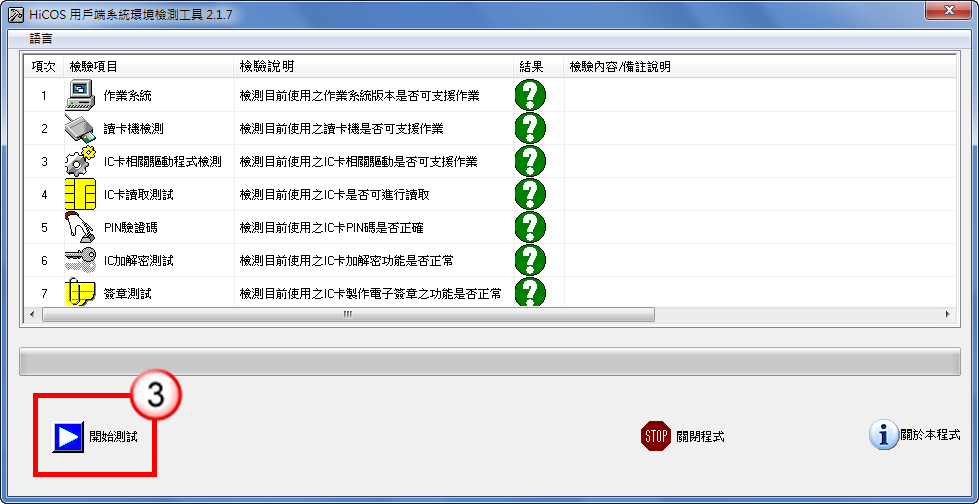 HiCOS 用戶端系統環境檢測工具 2.1.7
語言
項次 檢驗項目 檢驗說明 結果 檢驗內容/備註說明
1 作業系統 檢測目前使用之作業系統版本是否可支援作業 ?
2 讀卡機檢測 檢測目前使用之讀卡機是否可支援作業 ?
3 IC卡相關驅動程式檢測 檢測目前使用之IC卡相關驅動是否可支援作業 ?
4 IC卡讀取測試 檢測目前使用之IC卡是否可進行讀取 ?
5 PIN驗證碼 檢測目前使用之IC卡PIN碼是否正確 ?
6 IC加解密測試 檢測目前使用之IC卡加解密功能是否正常 ?
7 簽章測試 檢測目前使用之IC卡製作電子簽章之功能是否正常 ?
3
開始測試 STOP 關閉程式 i 關於本程式